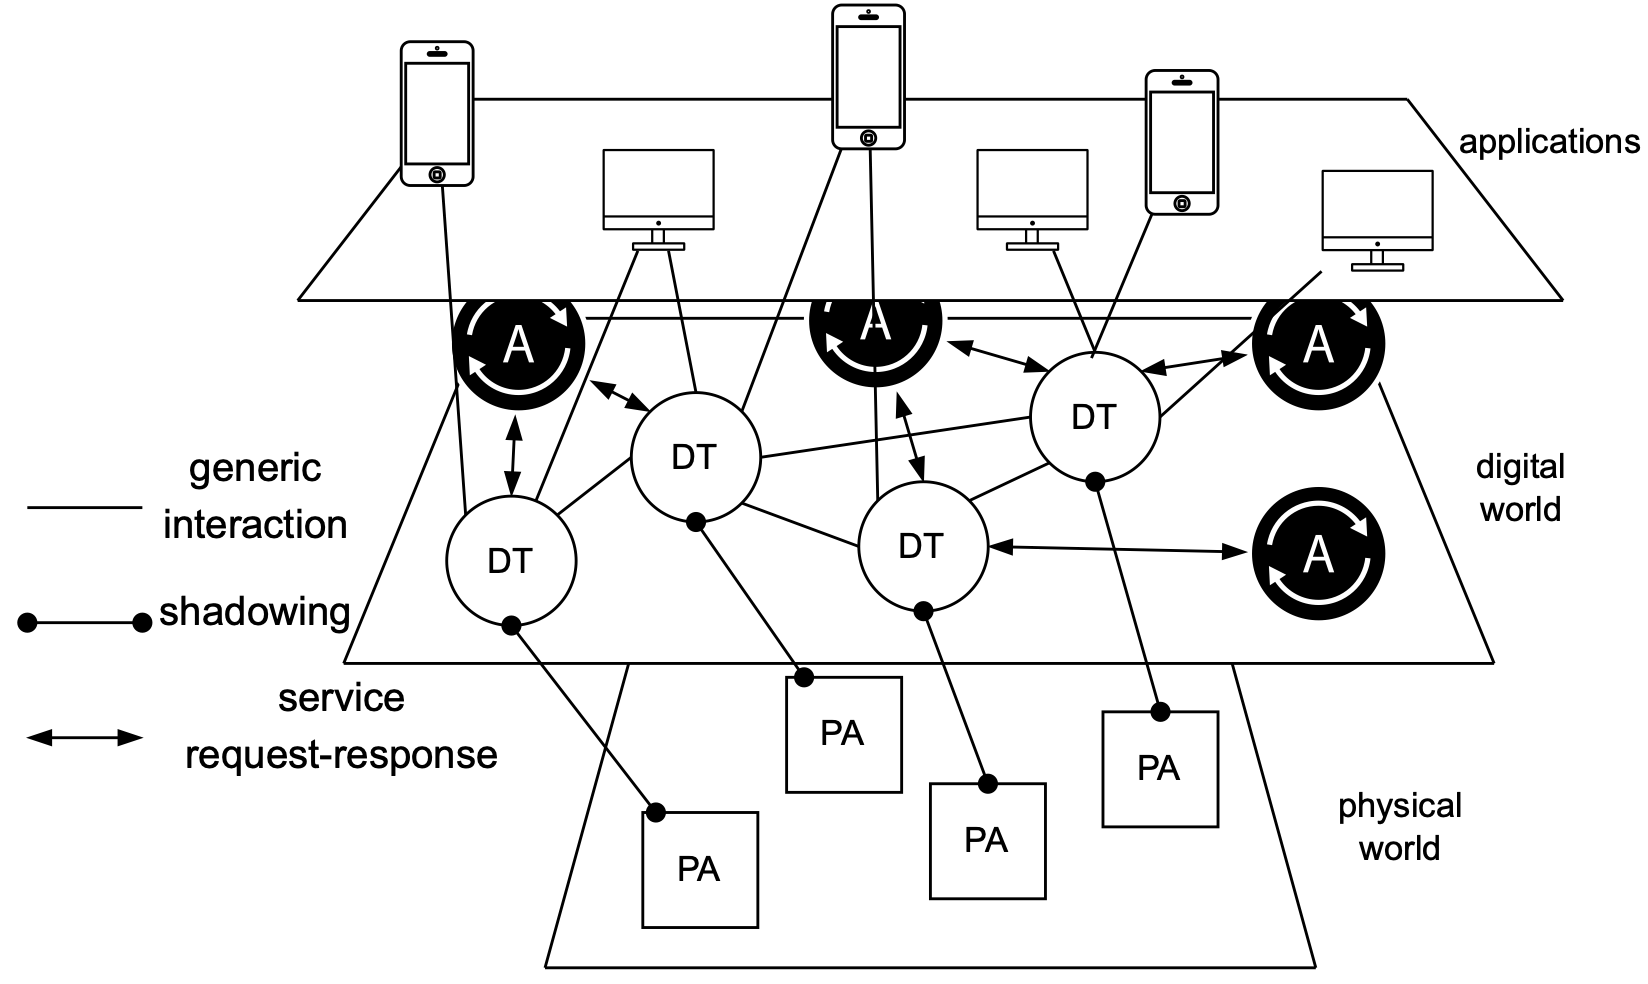 applications
A
A
A
DT
DT
generic
interaction
digital
world
DT
DT
A
shadowing
service
request-response
PA
PA
PA
PA
physical
world